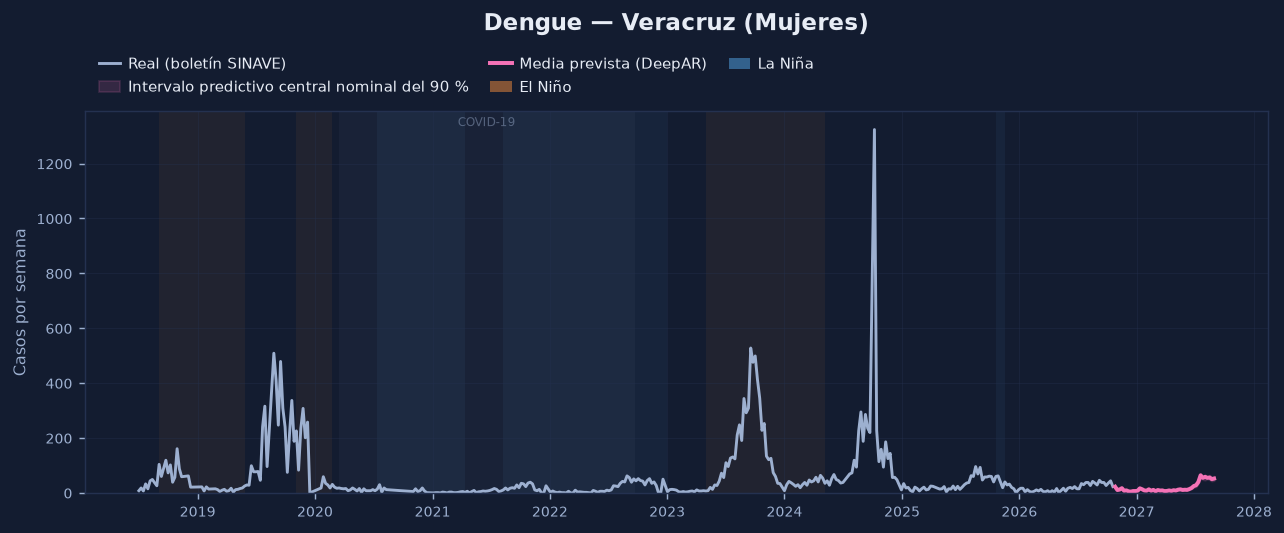 Dengue — Veracruz (Mujeres)
Real (boletín SINAVE)
Media prevista (DeepAR)
La Niña
Intervalo predictivo central nominal del 90 %
El Niño
COVID-19
Casos por semana
1200
1000
800
600
400
200
0
2019 2020 2021 2022 2023 2024 2025 2026 2027 2028